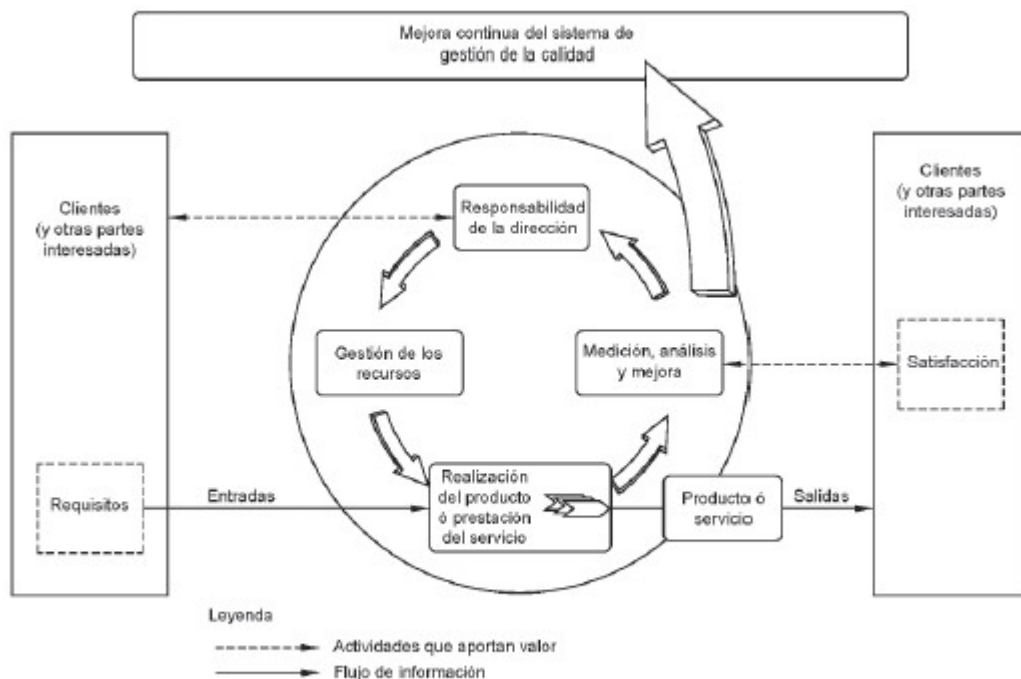 Mejora continua del sistema de
gestión de la calidad
Clientes
(y otras partes
interesadas)
Responsabilidad
de la dirección
Clientes
(y otras partes
interesadas)
Gestión de los
recursos
Medición, análisis
y mejora
Satisfacción
Requisitos
Entradas
Realización
del producto
ó prestación
del servicio
Producto ó
servicio
Salidas
Leyenda
Actividades que aportan valor
Flujo de información